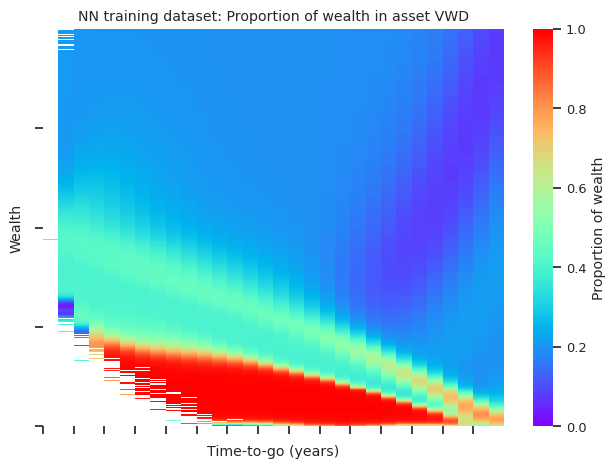 NN training dataset: Proportion of wealth in asset VWD
Wealth
Time-to-go (years)
1.0
0.8
0.6
0.4
0.2
0.0
Proportion of wealth